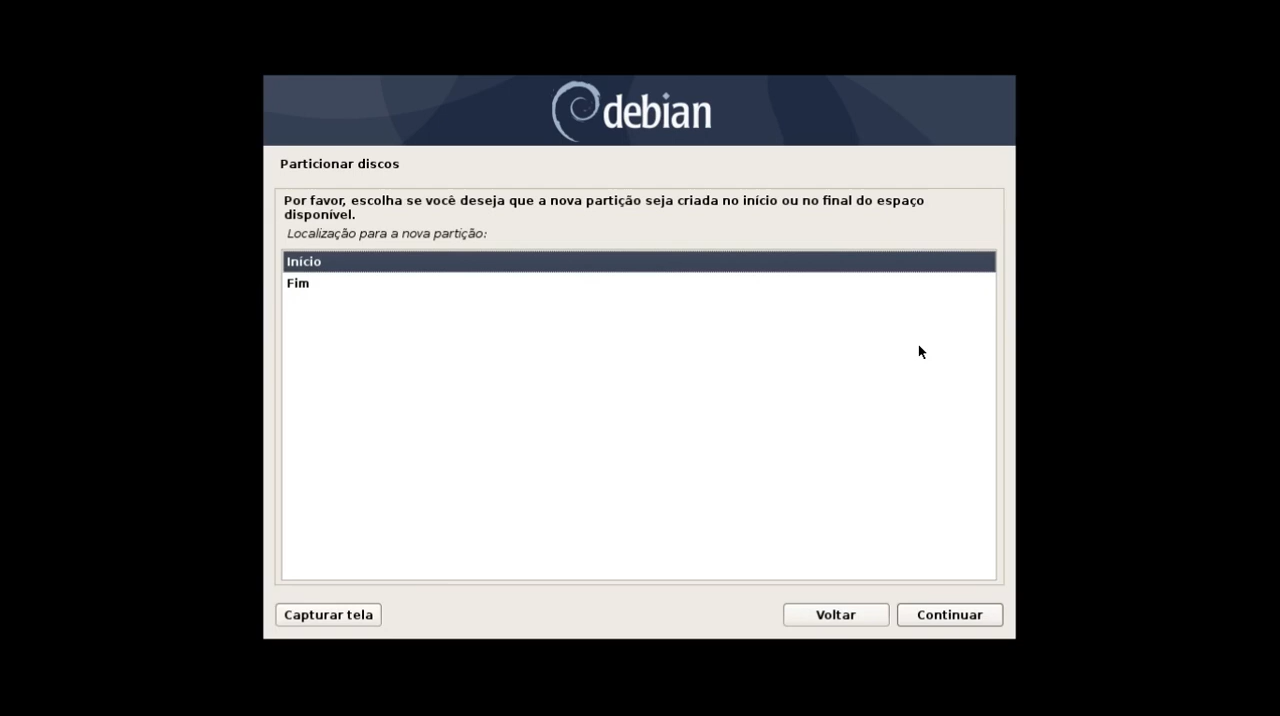 debian
Particionar discos
Por favor, escolha se você deseja que a nova partição seja criada no início ou no final do espaço
disponível.
Localização para a nova partição:
Início
Fim
Capturar tela
Voltar
Continuar